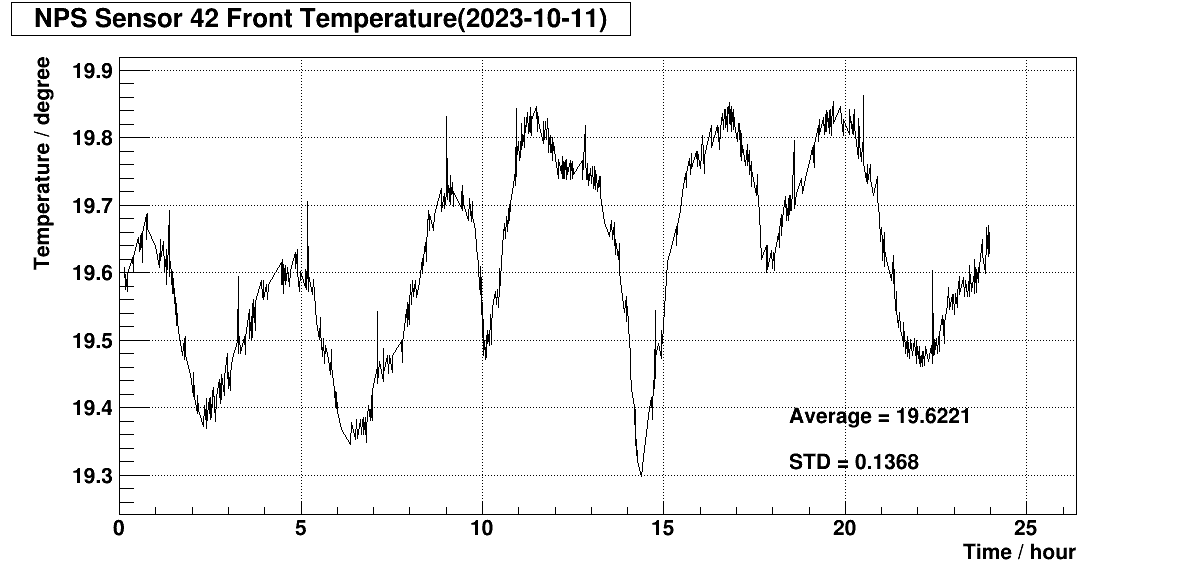 NPS Sensor 42 Front Temperature(2023-10-11)
Temperature / degree
19.9
19.8
19.7
19.6
19.5
19.4
19.3
Average = 19.6221
STD = 0.1368
0 5 10 15 20 25
Time / hour